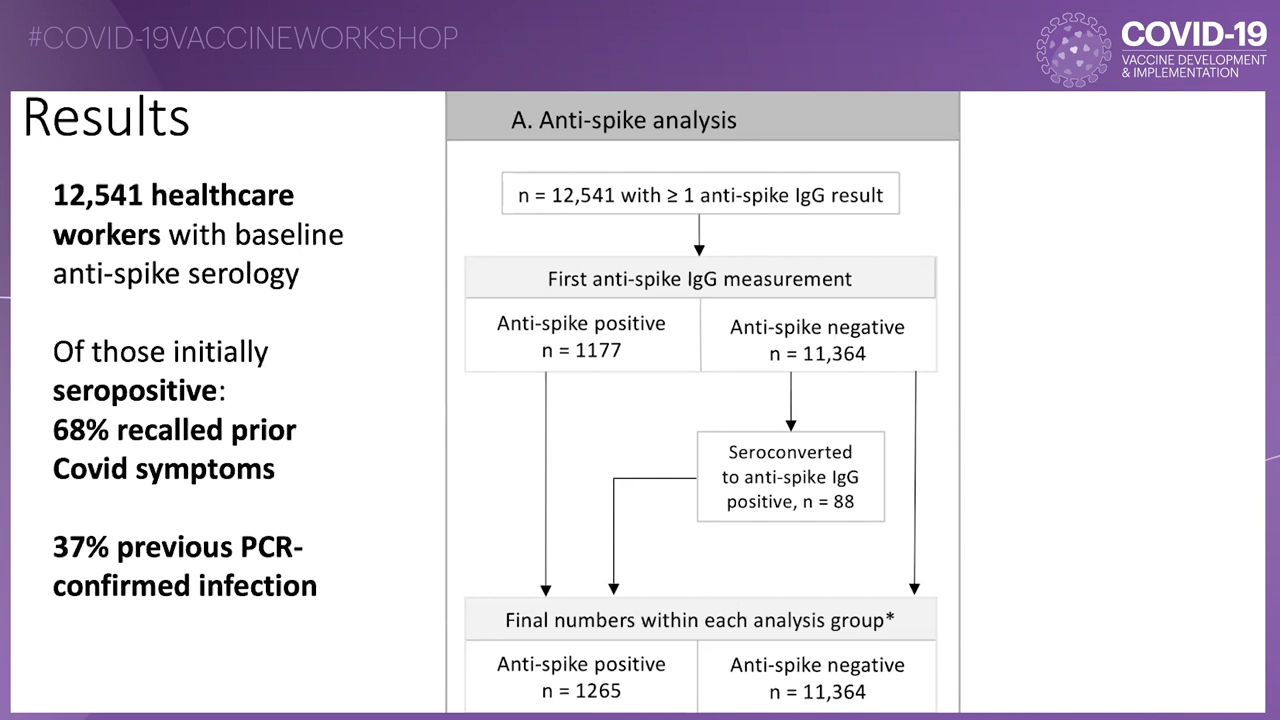 #COVID-19VACCINEWORKSHOP
COVID-19
VACCINE DEVELOPMENT
& IMPLEMENTATION
Results
12,541 healthcare
workers with baseline
anti-spike serology
Of those initially
seropositive:
68% recalled prior
Covid symptoms
37% previous PCR-
confirmed infection
A. Anti-spike analysis
n = 12,541 with ≥ 1 anti-spike IgG result
First anti-spike IgG measurement
Anti-spike positive
n = 1177
Anti-spike negative
n = 11,364
Seroconverted
to anti-spike IgG
positive, n = 88
Final numbers within each analysis group*
Anti-spike positive
n = 1265
Anti-spike negative
n = 11,364